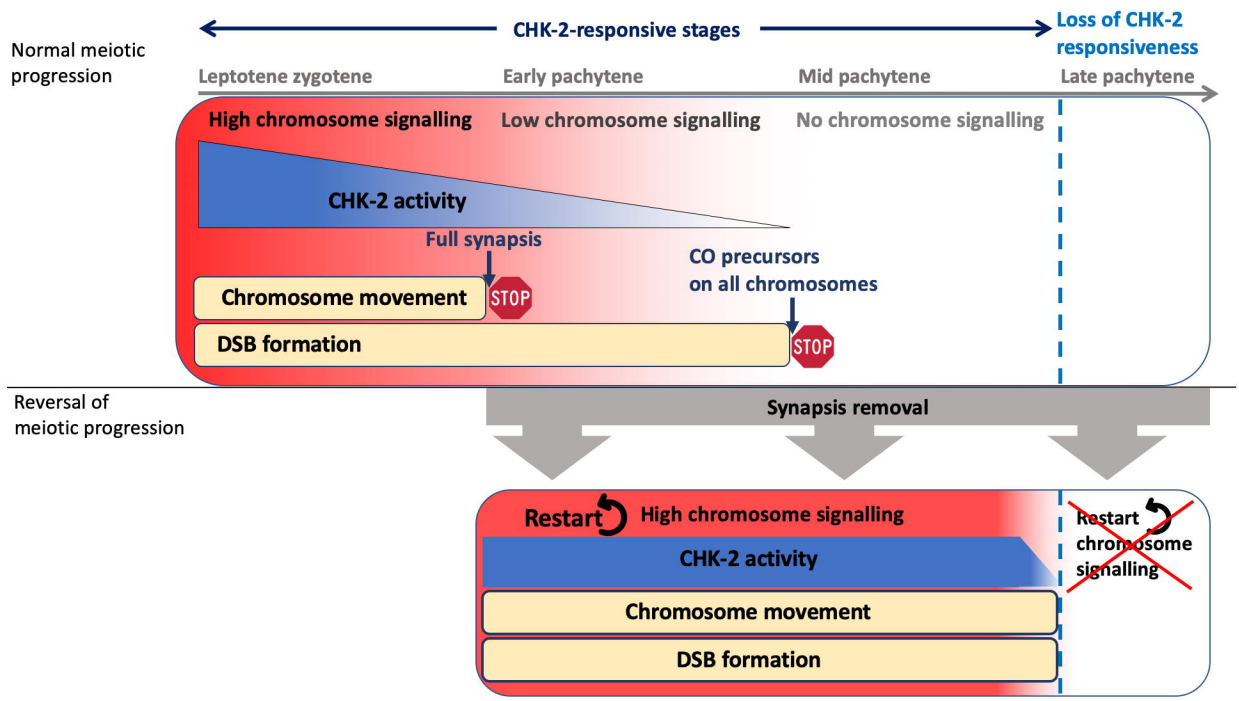 CHK-2-responsive stages
Loss of CHK-2
responsiveness
Normal meiotic
progression
Leptotene zygotene
Early pachytene
Mid pachytene
Late pachytene
High chromosome signalling
Low chromosome signalling
No chromosome signalling
CHK-2 activity
Full synapsis
CO precursors
on all chromosomes
Chromosome movement
STOP
DSB formation
STOP
Reversal of
meiotic progression
Synapsis removal
Restart
High chromosome signalling
Restart
chromosome
signalling
CHK-2 activity
Chromosome movement
DSB formation